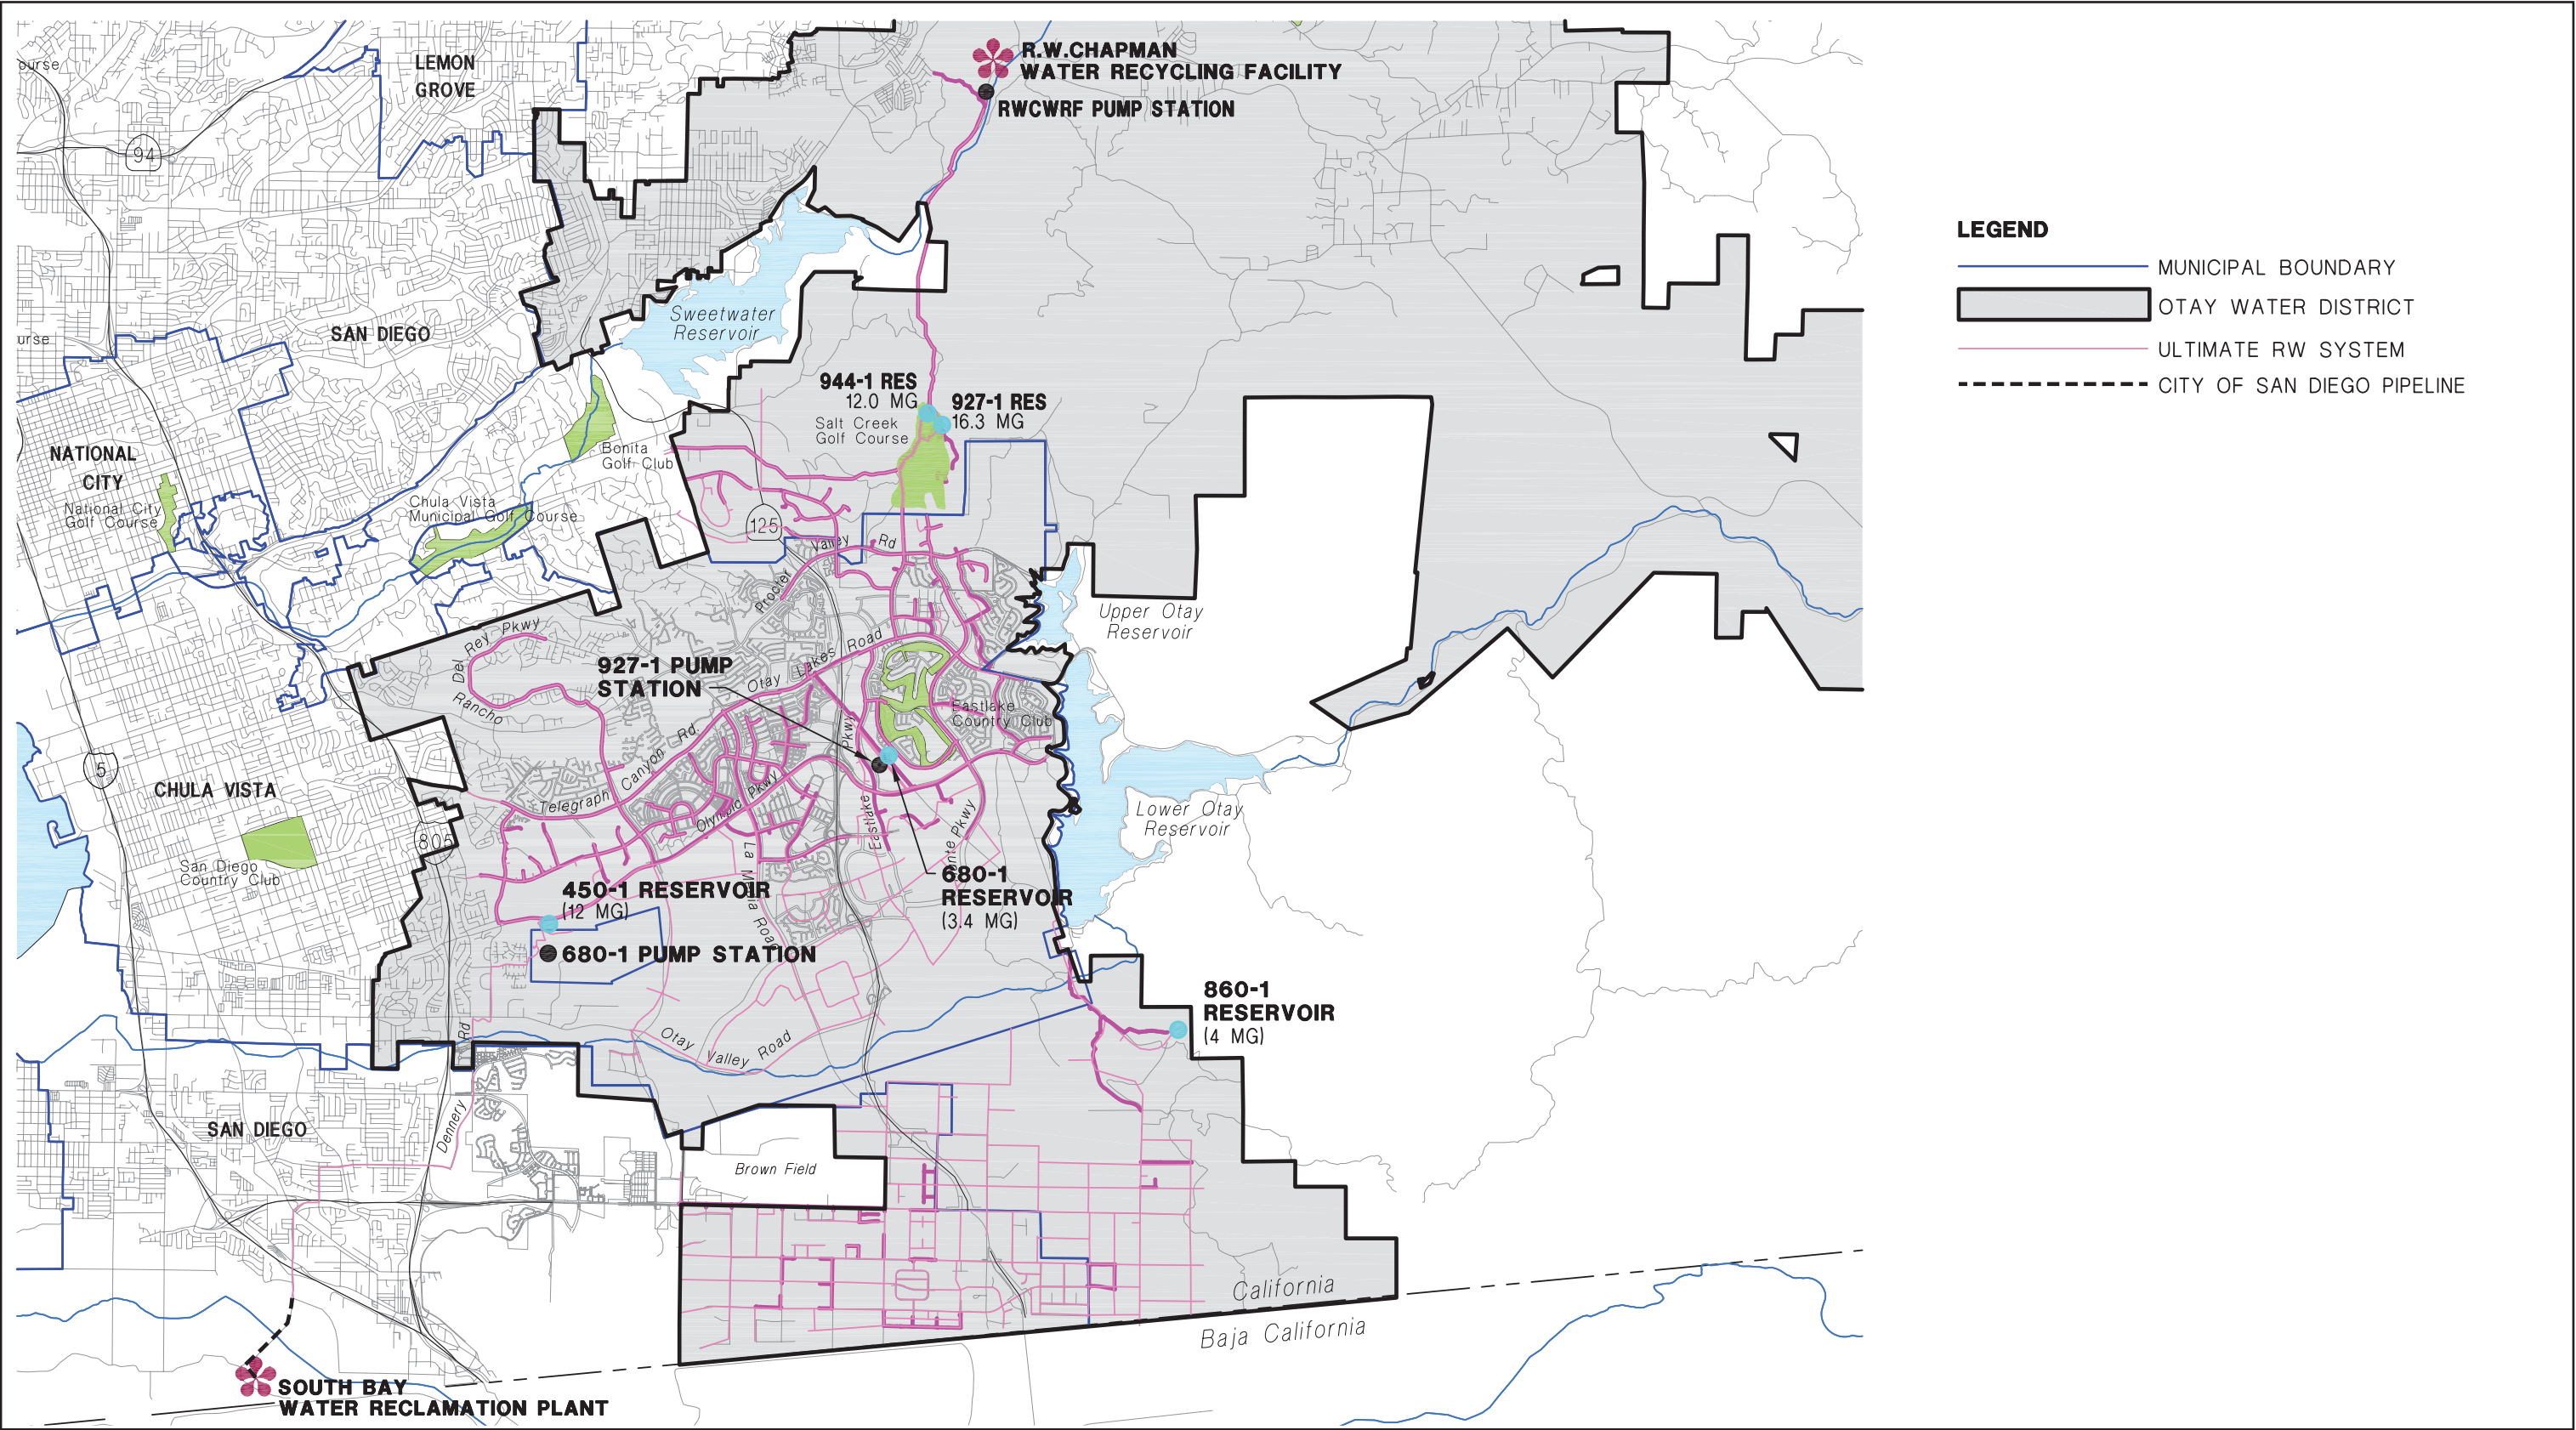 R.W.CHAPMAN
WATER RECYCLING FACILITY
RWCWRF PUMP STATION
LEMON
GROVE
ourse
94
LEGEND
MUNICIPAL BOUNDARY
OTAY WATER DISTRICT
ULTIMATE RW SYSTEM
CITY OF SAN DIEGO PIPELINE
SAN DIEGO
urse
Sweetwater
Reservoir
944-1 RES
12.0 MG
927-1 RES
16.3 MG
Salt Creek
Golf Course
NATIONAL
CITY
National City
Golf Course
Bonita
Golf Club
Chula Vista
Municipal Golf Course
125
Procter
Valley
Rd
Upper Otay
Reservoir
Del Rey Pkwy
Rancho
927-1 PUMP
STATION
Otay Lakes Road
Eastlake
Country Club
Telegraph Canyon Rd
Olympic Pkwy
Pkwy
Eastlake
Pkwy
La
Road
5
CHULA VISTA
805
San Diego
Country Club
Lower Otay
Reservoir
450-1 RESERVOIR
(12 MG)
680-1
RESERVOIR
(3.4 MG)
680-1 PUMP STATION
860-1
RESERVOIR
(4 MG)
Rd
Otay Valley Road
SAN DIEGO
Dennery
Brown Field
California
Baja California
SOUTH BAY
WATER RECLAMATION PLANT